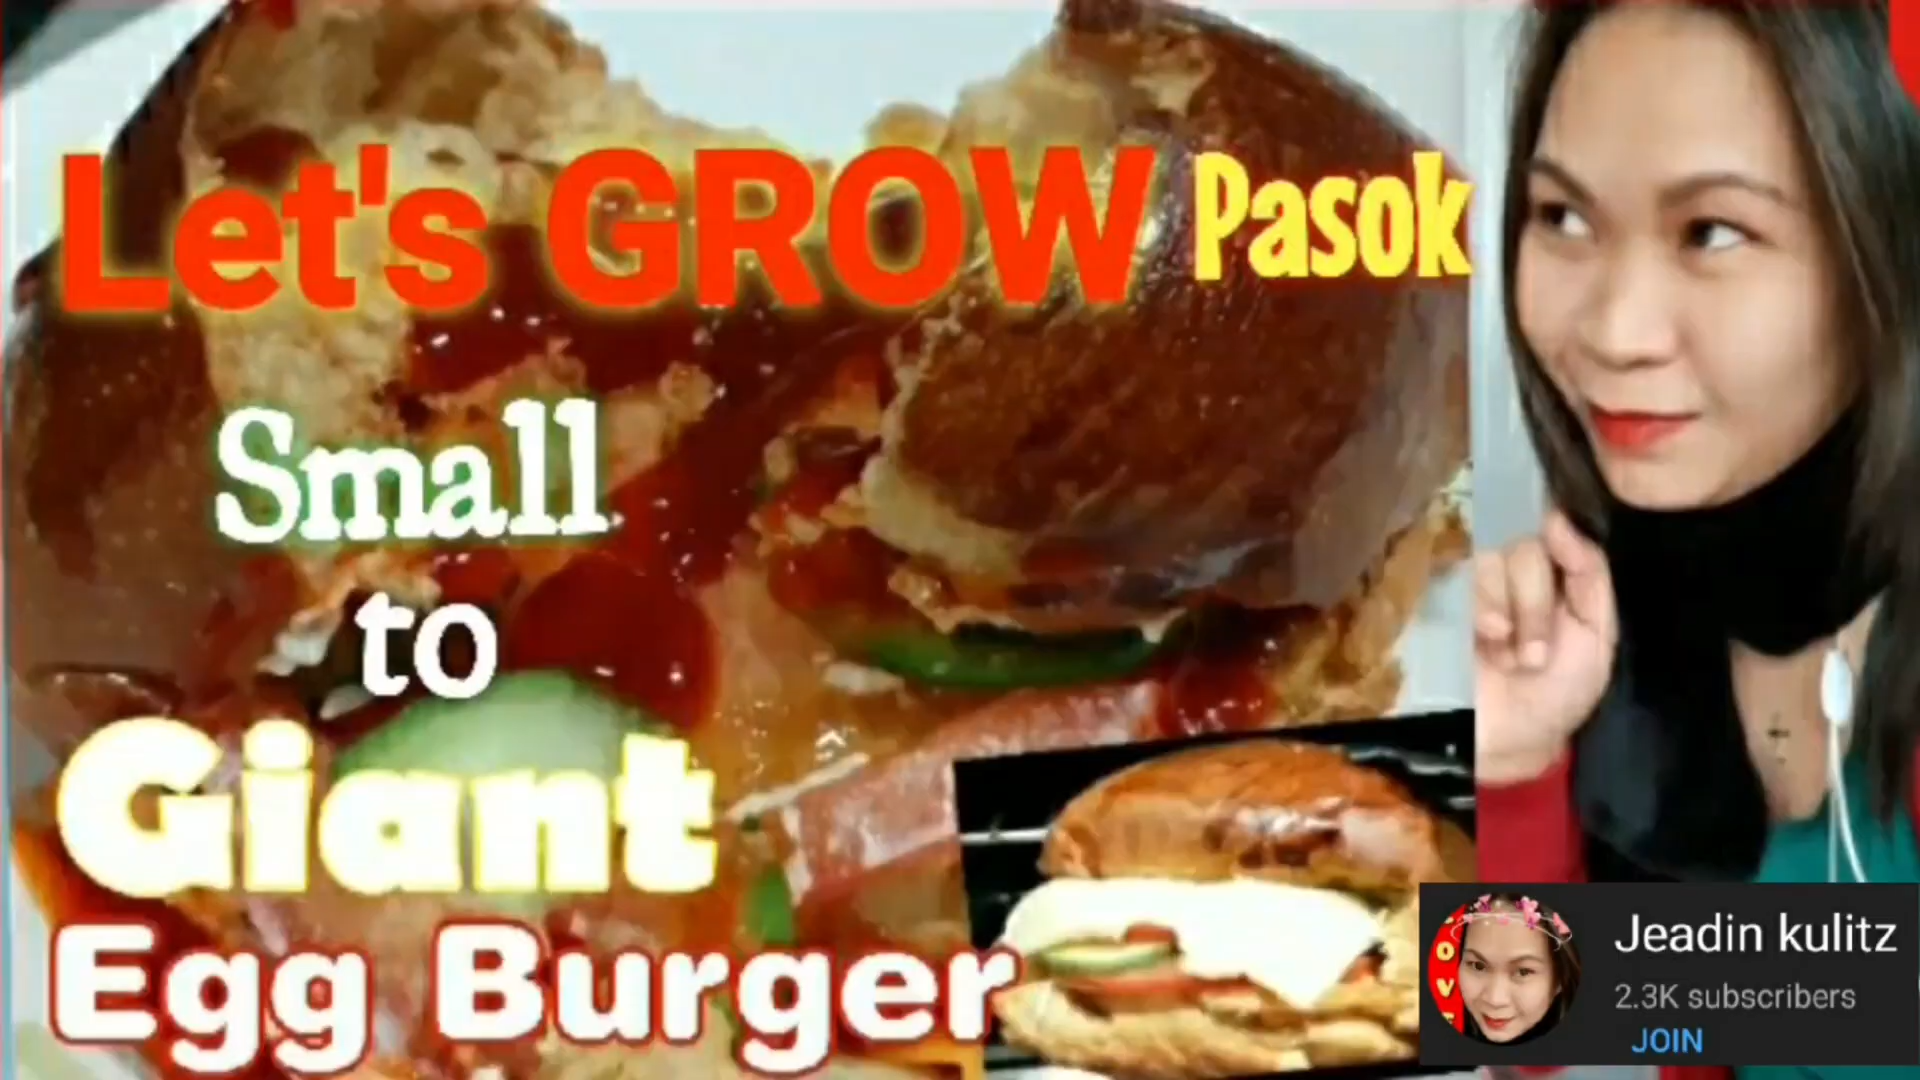 Let's GROW Pasok
Small
to
Giant
Egg Burger
Jeadin kulitz
2.3K subscribers
JOIN